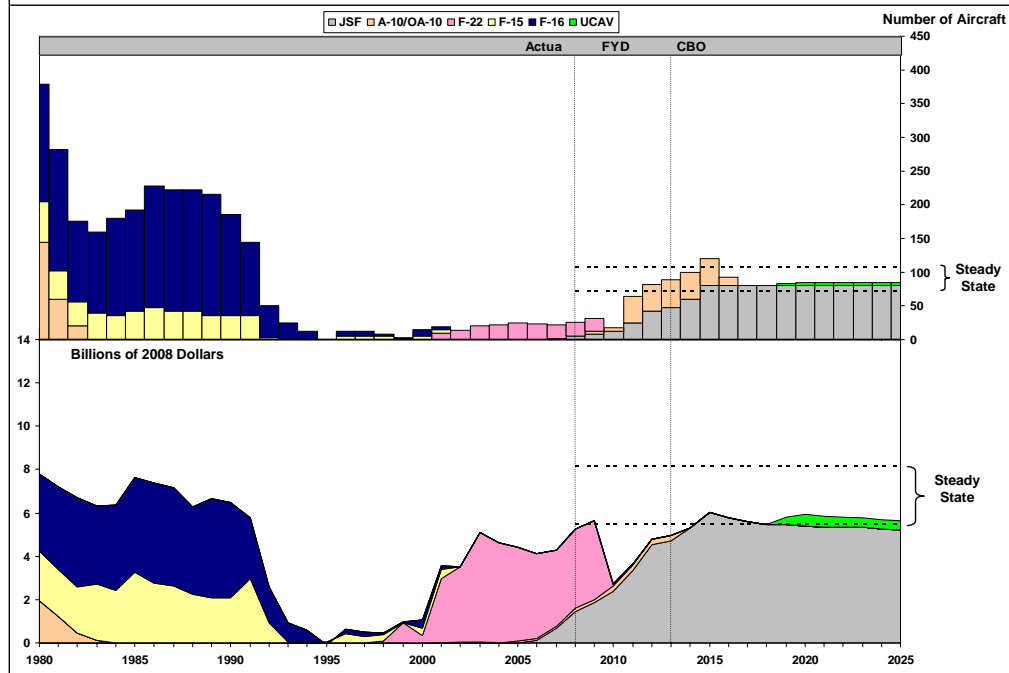 JSF A-10/OA-10 F-22 F-15 F-16 UCAV
Number of Aircraft
Actua FYD CBO
450
400
350
300
250
200
150
100
50
0
Steady
State
Billions of 2008 Dollars
14
12
10
8
6
4
2
0
Steady
State
1980 1985 1990 1995 2000 2005 2010 2015 2020 2025